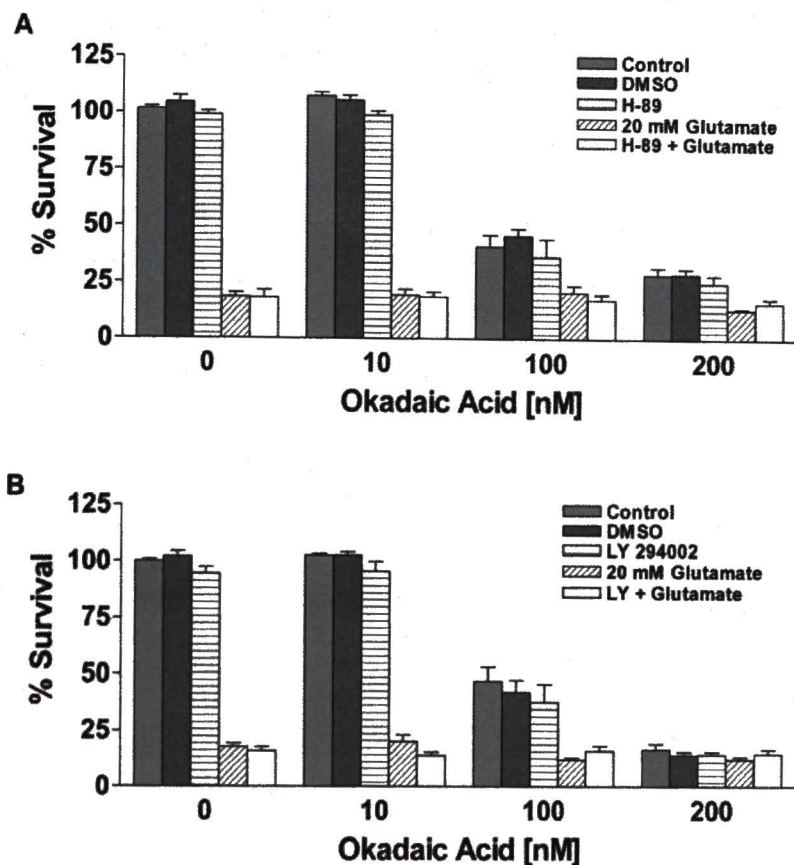 A
125
100
75
50
25
0
% Survival
Control
DMSO
H-89
20 mM Glutamate
H-89 + Glutamate
0 10 100 200
Okadaic Acid [nM]
B
125
100
75
50
25
0
% Survival
Control
DMSO
LY 294002
20 mM Glutamate
LY + Glutamate
0 10 100 200
Okadaic Acid [nM]